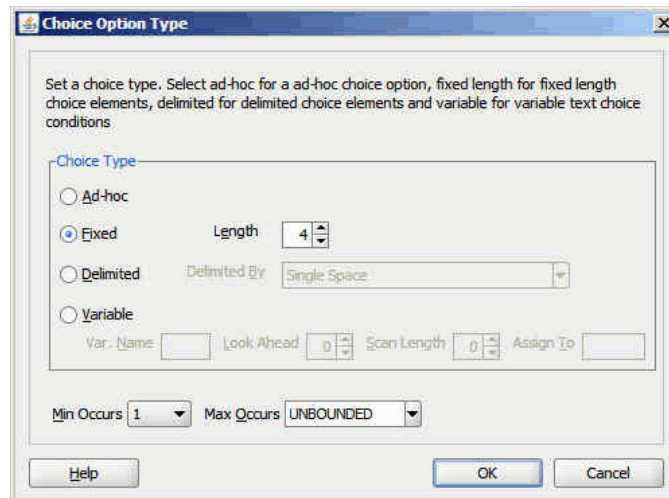 Choice Option Type
Set a choice type. Select ad-hoc for a ad-hoc choice option, fixed length for fixed length
choice elements, delimited for delimited choice elements and variable for variable text choice
conditions
Choice Type
Ad-hoc
Fixed Length 4
Delimited Delimited By Single Space
Variable
Var. Name Look Ahead 0 Scan Length 0 Assign To
Min Occurs 1 Max Occurs UNBOUNDED
Help OK Cancel